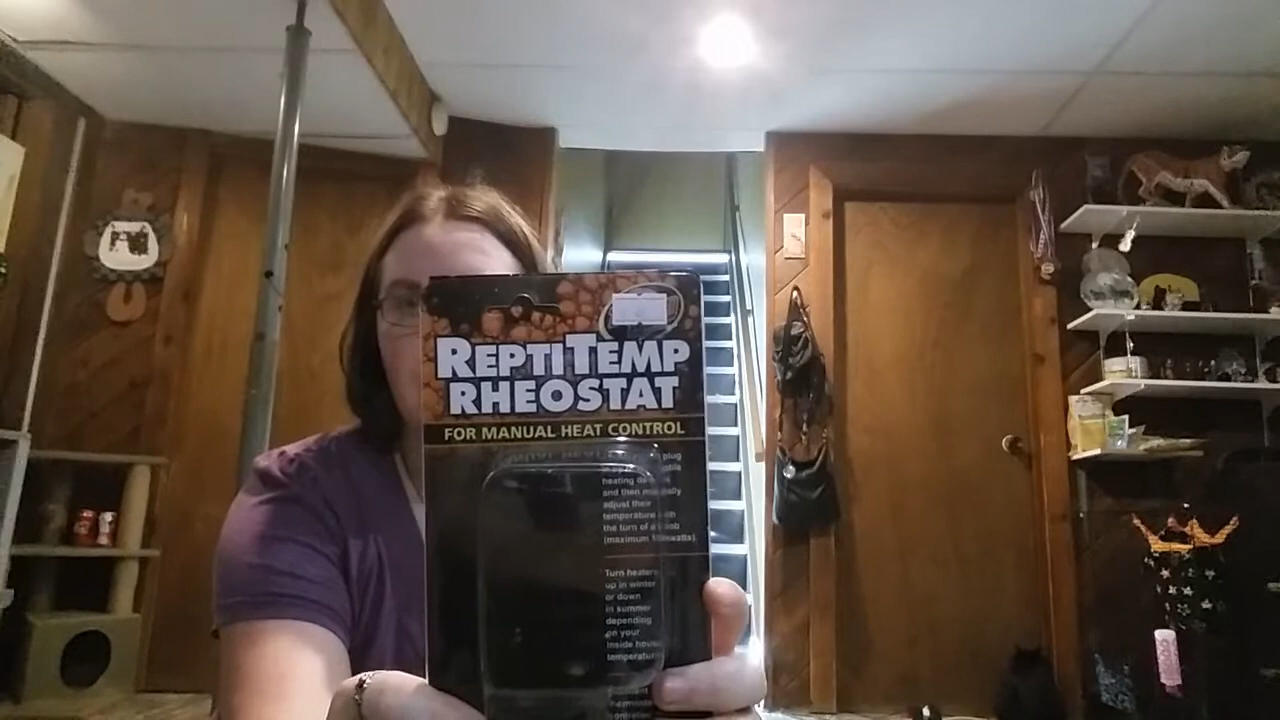 REPTITEMP
RHEOSTAT
FOR MANUAL HEAT CONTROL
plug
heating
and then
adjust their
temperature
the turn of a
(maximum
Turn heaters
up in winter
or down
in summer
depending
on your
inside house
temperature